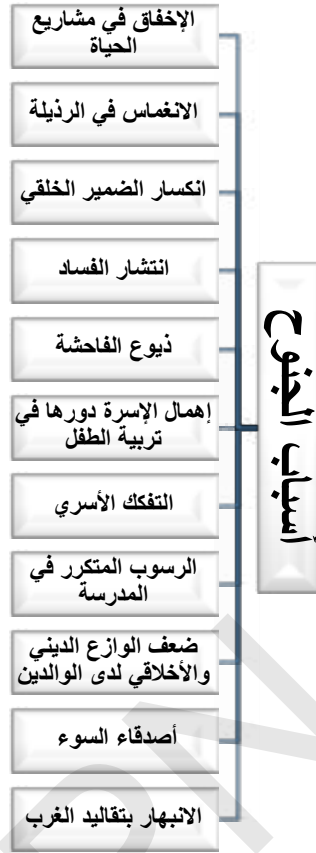 أسباب الجنوح
الإخفاق في مشاريع
الحياة
الانغماس في الرذيلة
انكسار الضمير الخلقي
انتشار الفساد
ذيوع الفاحشة
إهمال الإسرة دورها في
تربية الطفل
التفكك الأسري
الرسوب المتكرر في
المدرسة
ضعف الوازع الديني
والأخلاقي لدى الوالدين
أصدقاء السوء
الانبهار بتقاليد الغرب